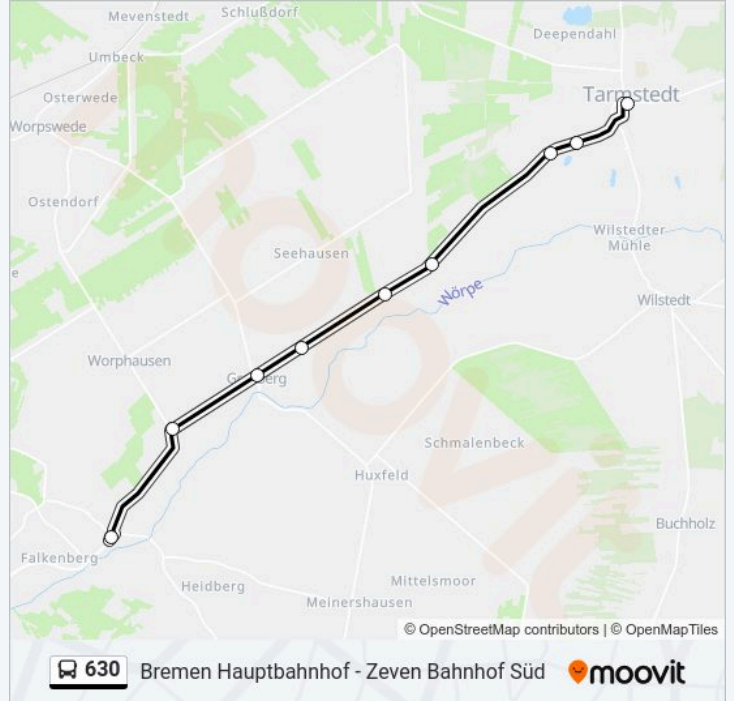 Mevenstedt
Schlußdorf
Deependahl
Umbeck
Tarmstedt
Osterwede
Worpswede
Ostendorf
Wilstedter
Mühle
Seehausen
Wörpe
Wilstedt
Worphausen
Schmalenbeck
Huxfeld
Buchholz
Falkenberg
Mittelsmoor
Heidberg
Meinershausen
© OpenStreetMap contributors | © OpenMapTiles
630 Bremen Hauptbahnhof - Zeven Bahnhof Süd
moovit